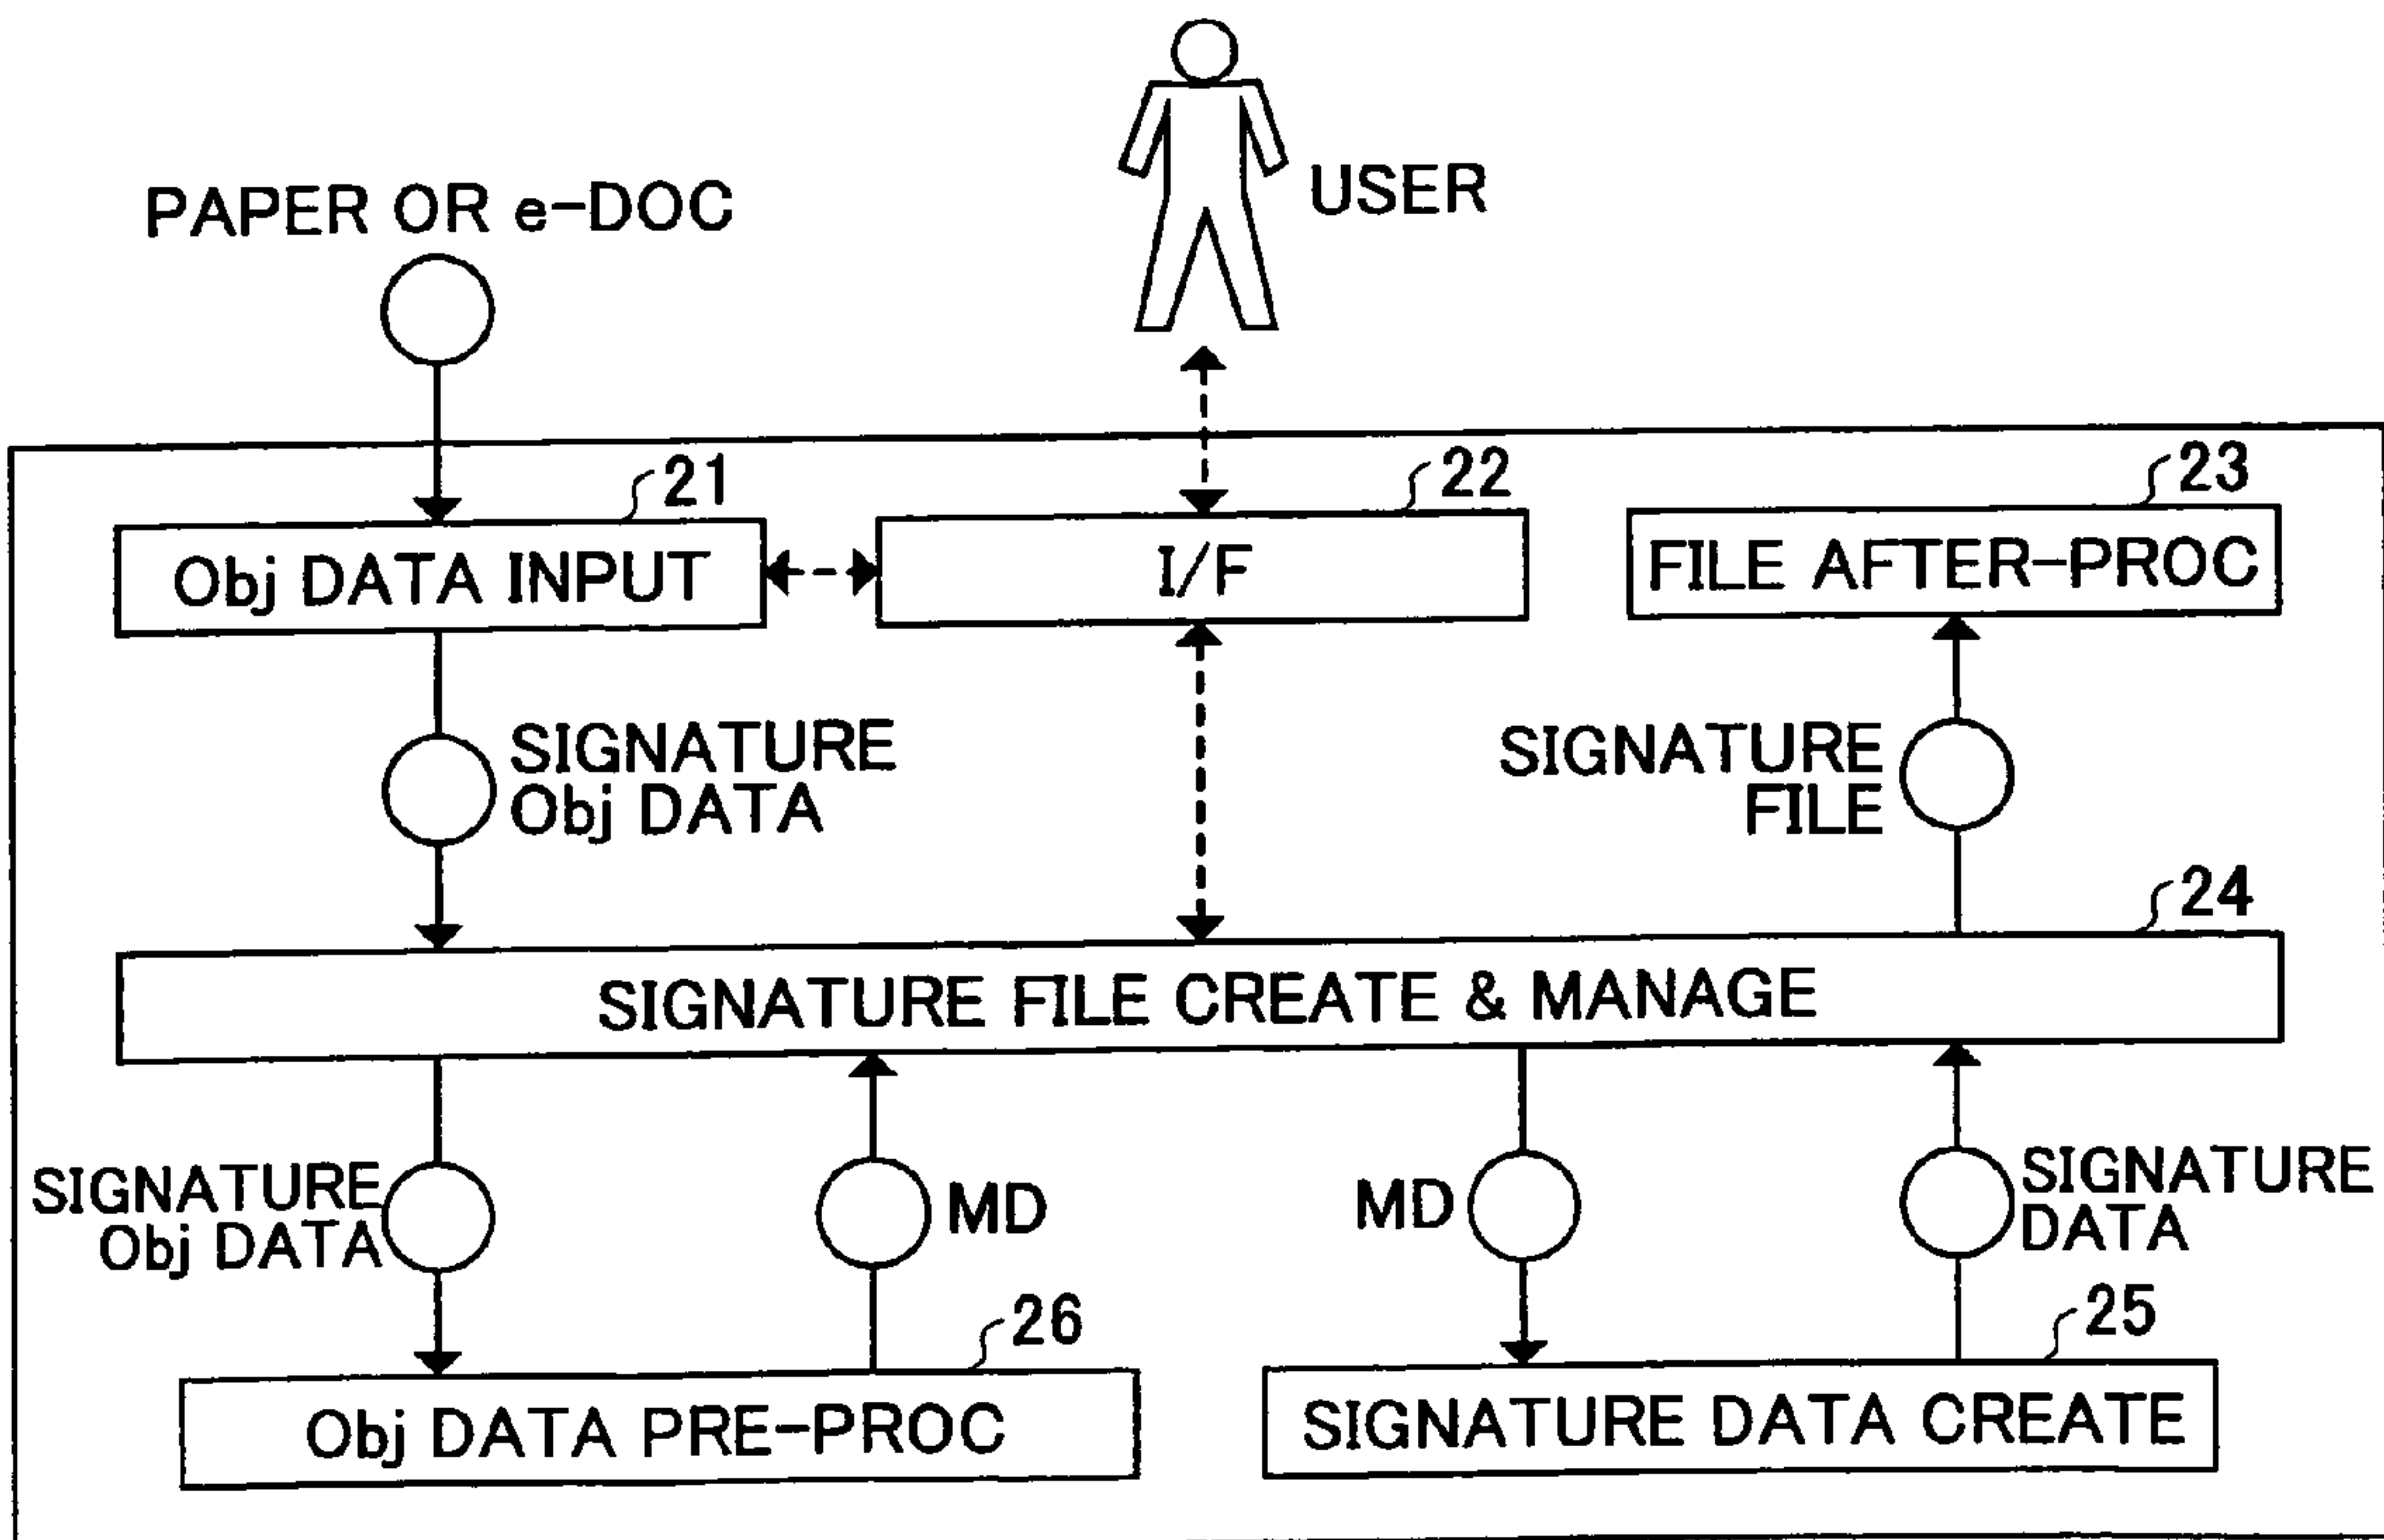 USER
PAPER OR e-DOC
21
22
23
Obj DATA INPUT
I/F
FILE AFTER-PROC
SIGNATURE
Obj DATA
SIGNATURE
FILE
24
SIGNATURE FILE CREATE & MANAGE
SIGNATURE
Obj DATA
MD
MD
SIGNATURE
DATA
26
25
Obj DATA PRE-PROC
SIGNATURE DATA CREATE